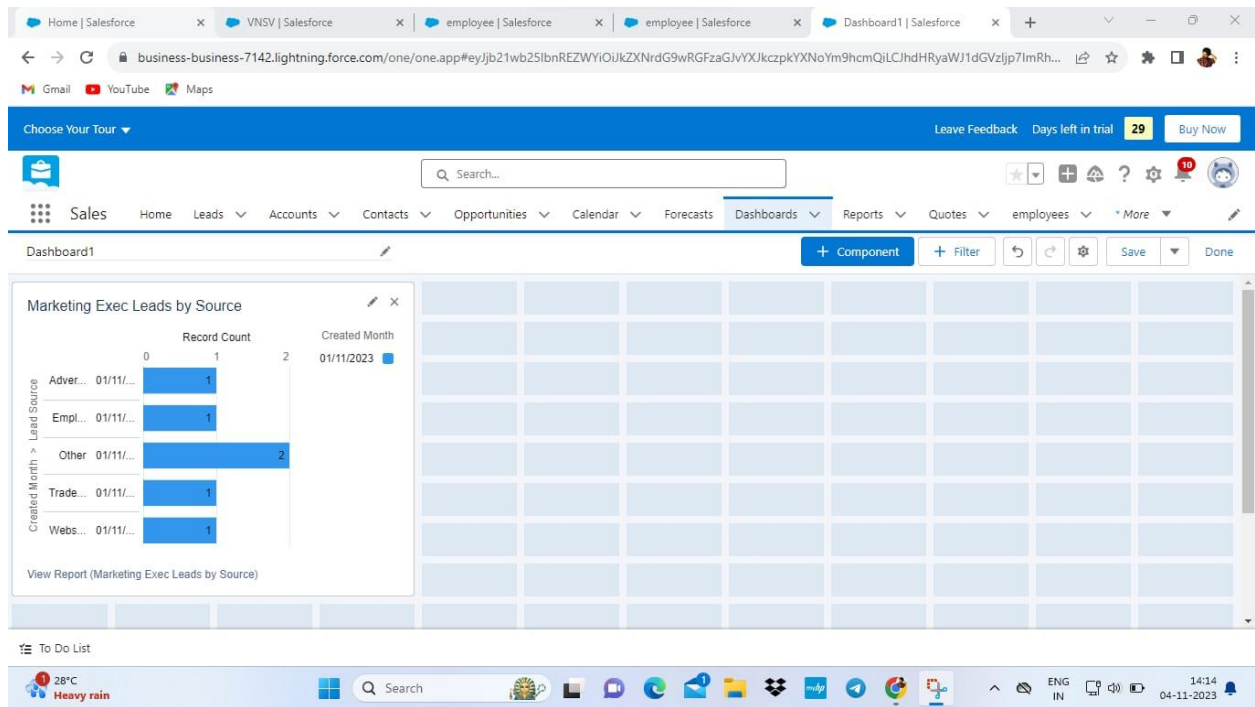 Home | Salesforce
VNSV | Salesforce
employee | Salesforce
employee | Salesforce
Dashboard1 | Salesforce
business-business-7142.lightning.force.com/one/one.app#eyJjb21wb25lbnREZWYiOiJkZXNrdG9wRGFzaGJvYXJkczpkYXNoYm9hcmQiLCJhdHRyaWJ1dGVzIjp7ImRh...
Gmail YouTube Maps
Choose Your Tour
Leave Feedback Days left in trial 29 Buy Now
Search...
10
Sales Home Leads Accounts Contacts Opportunities Calendar Forecasts Dashboards Reports Quotes employees * More
Dashboard1
+ Component + Filter Save Done
Marketing Exec Leads by Source
Record Count
Created Month
0 1 2
01/11/2023
Created Month > Lead Source
Adver... 01/11/... 1
Empl... 01/11/... 1
Other 01/11/... 2
Trade... 01/11/... 1
Webs... 01/11/... 1
View Report (Marketing Exec Leads by Source)
To Do List
1
28°C
Heavy rain
Search
1
ENG
IN
14:14
04-11-2023